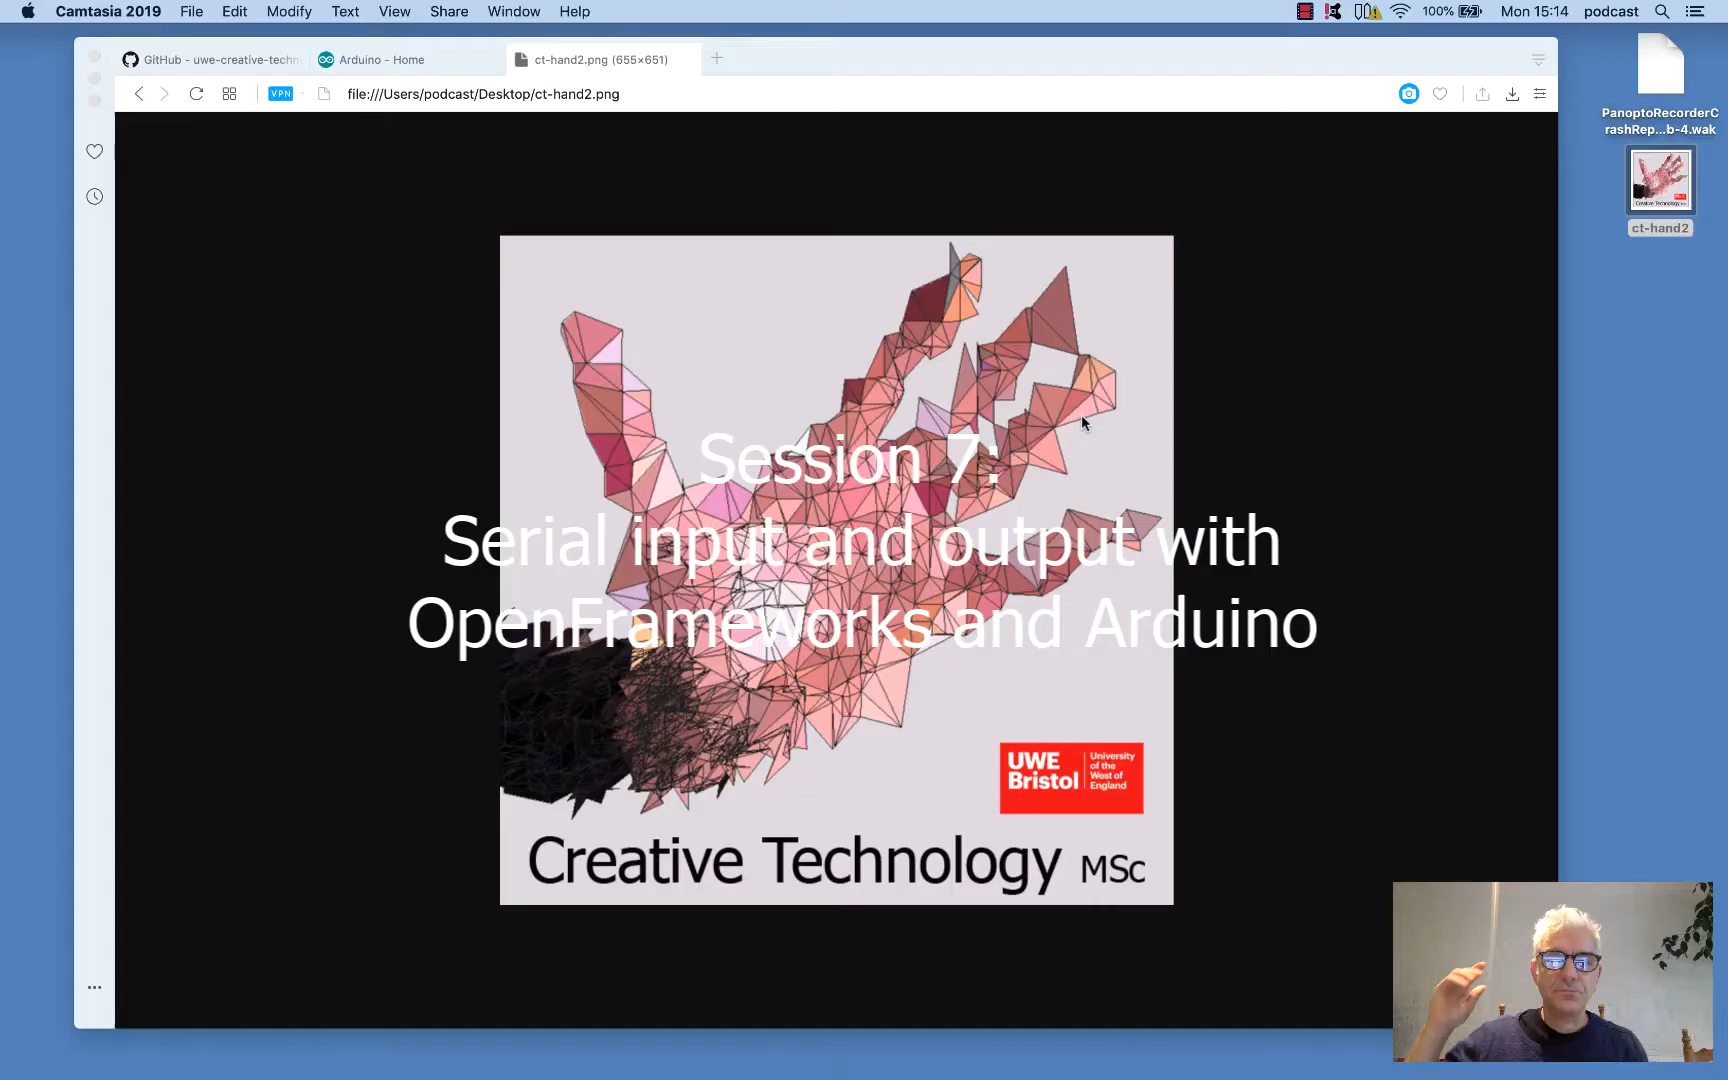 Camtasia 2019 File Edit Modify Text View Share Window Help 100% Mon 15:14 podcast
GitHub - uwe-creative-techn Arduino - Home ct-hand2.png (655×651)
VPN file:///Users/podcast/Desktop/ct-hand2.png
PanoptoRecorderC
rashRep...b-4.wak
ct-hand2
Session 7:
Serial input and output with
OpenFrameworks and Arduino
UWE
Bristol
University
of the
West of
England
Creative Technology MSc